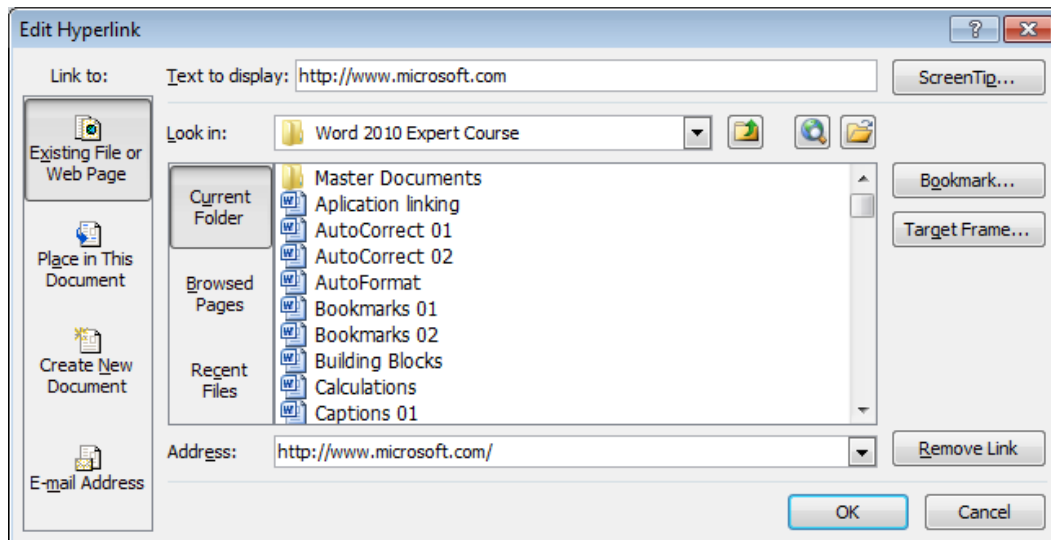 Edit Hyperlink
Link to:
Text to display: http://www.microsoft.com
ScreenTip...
Existing File or
Web Page
Place in This
Document
Create New
Document
E-mail Address
Look in:
Word 2010 Expert Course
Current
Folder
Browsed
Pages
Recent
Files
Master Documents
Aplication linking
AutoCorrect 01
AutoCorrect 02
AutoFormat
Bookmarks 01
Bookmarks 02
Building Blocks
Calculations
Captions 01
Bookmark...
Target Frame...
Address: http://www.microsoft.com/
Remove Link
OK
Cancel